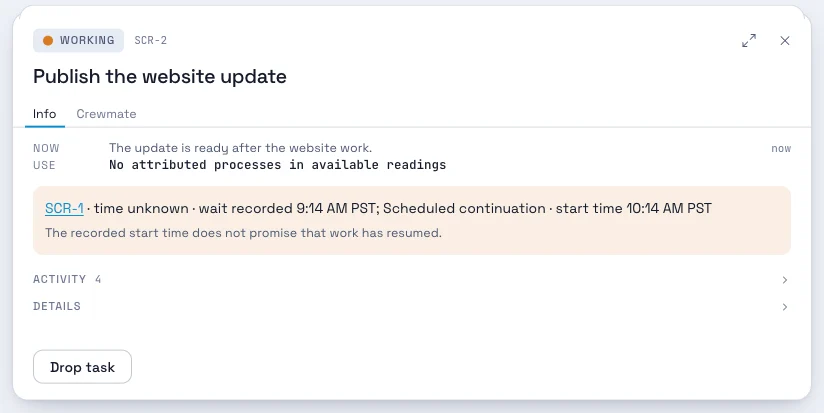 WORKING SCR-2
Publish the website update
Info Crewmate
NOW The update is ready after the website work. now
USE No attributed processes in available readings
SCR-1 · time unknown · wait recorded 9:14 AM PST; Scheduled continuation · start time 10:14 AM PST
The recorded start time does not promise that work has resumed.
ACTIVITY 4
DETAILS
Drop task